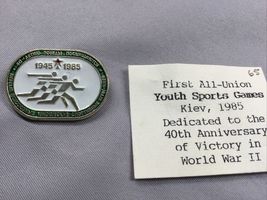 1945 1985
65
First All-Union
Youth Sports Games
Kiev, 1985
Dedicated to the
40th Anniversary
of Victory in
World War II